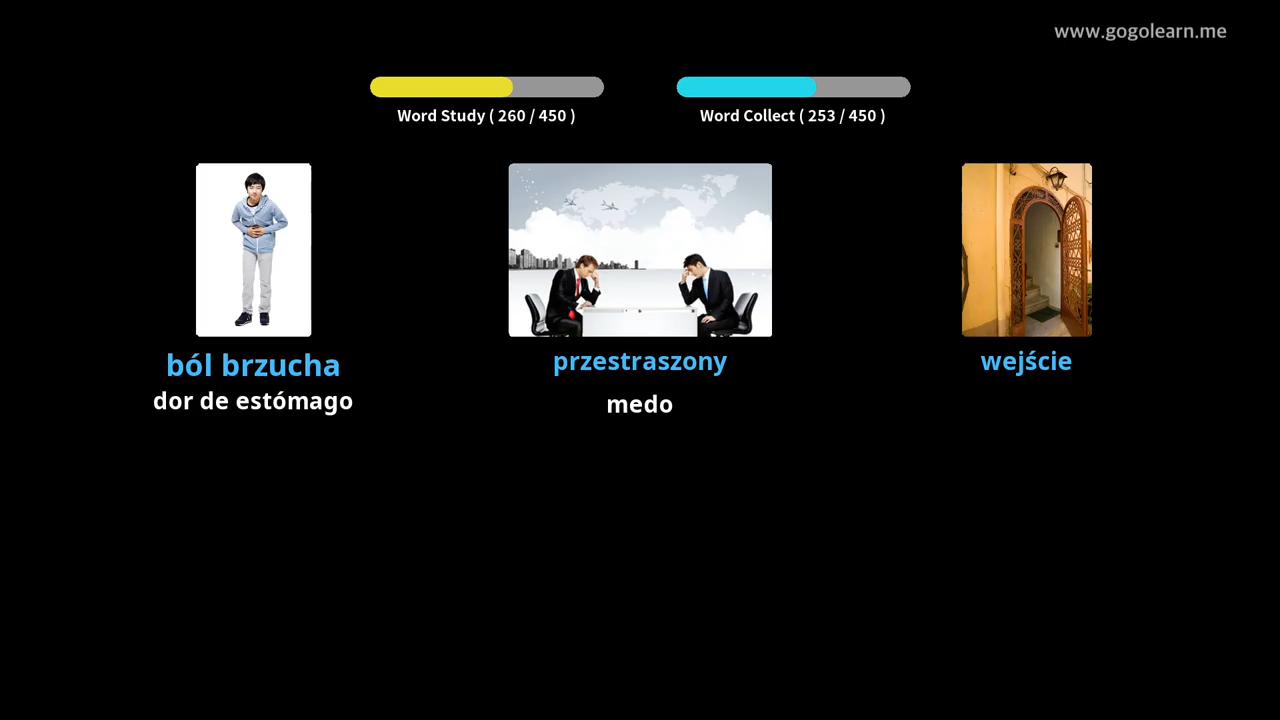 www.gogolearn.me
Word Study ( 260 / 450 )
Word Collect ( 253 / 450 )
ból brzucha
dor de estómago
przestraszony
medo
wejście